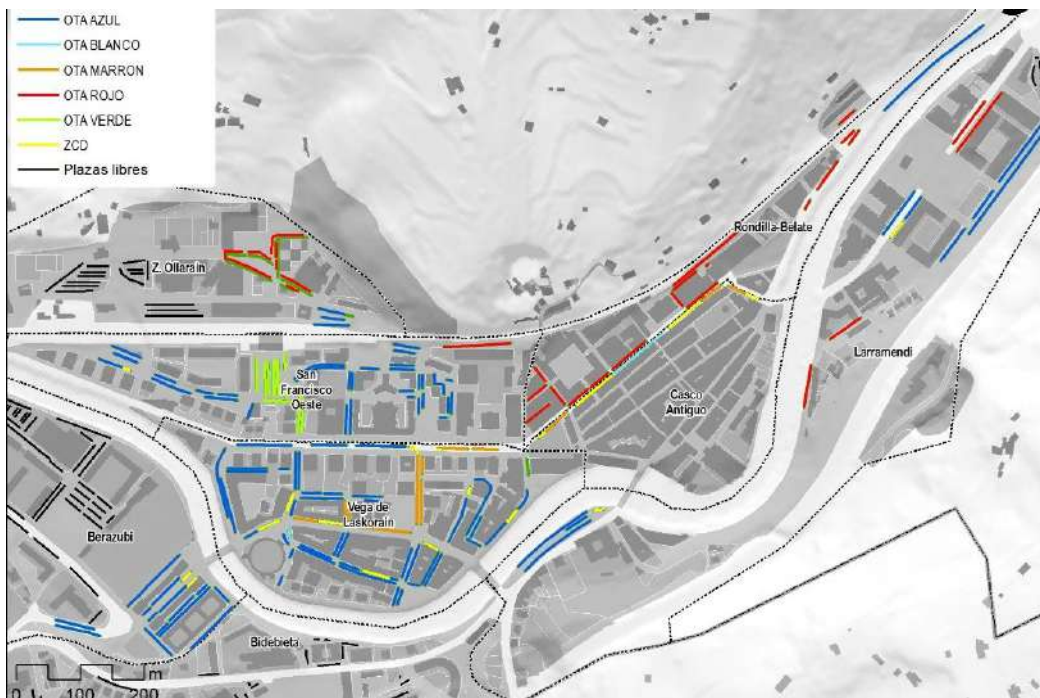 OTA AZUL
OTA BLANCO
OTA MARRON
OTA ROJO
OTA VERDE
ZCD
Plazas libres
Rondilla-Belate
Z. Ollarain
Larramendi
San
Francisco
Oeste
Casco
Antiguo
Vega de
Laskorain
Berazubi
Bidebieta
m
0 100 200